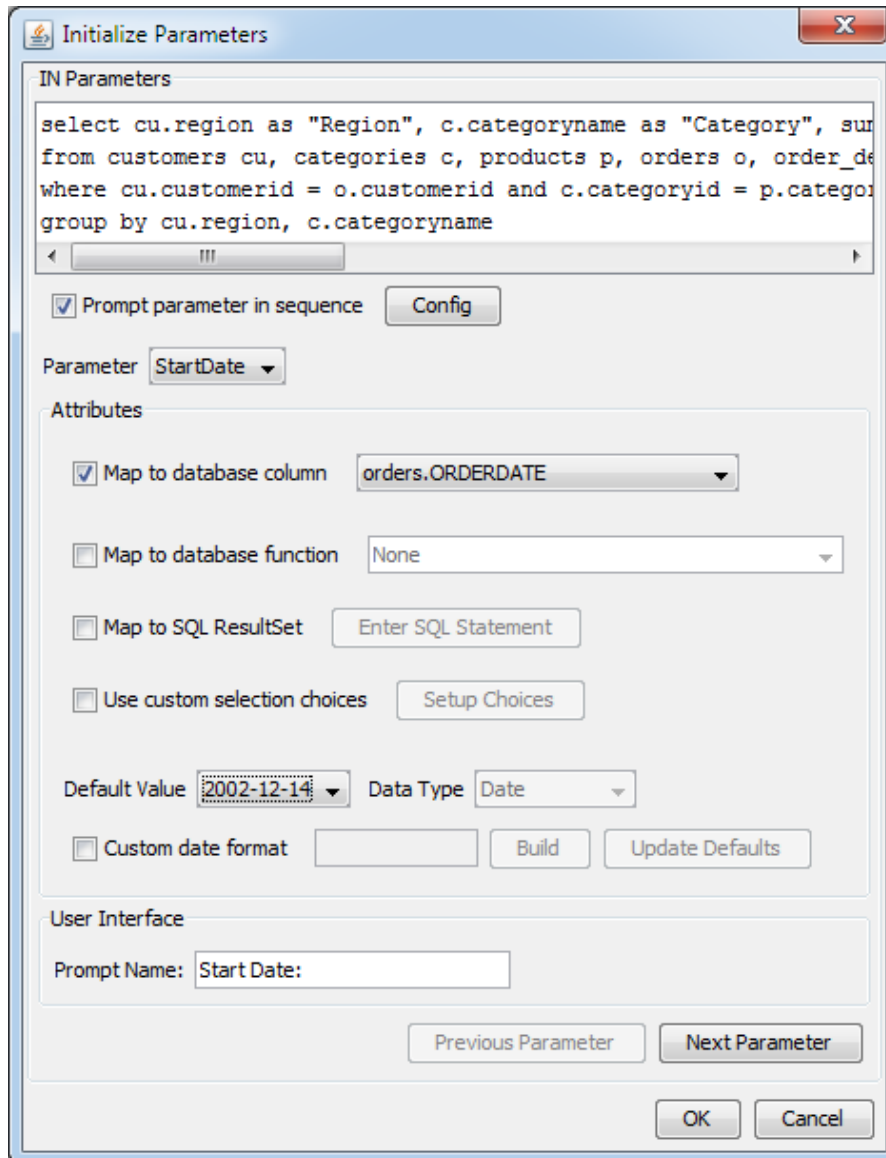 Initialize Parameters
IN Parameters
select cu.region as "Region", c.categoryname as "Category",
from customers cu, categories c, products p, orders o,
where cu.customerid = o.customerid and c.categoryid =
group by cu.region, c.categoryname
Prompt parameter in sequence Config
Parameter StartDate
Attributes
Map to database column orders.ORDERDATE
Map to database function None
Map to SQL ResultSet Enter SQL Statement
Use custom selection choices Setup Choices
Default Value 2002-12-14 Data Type Date
Custom date format Build Update Defaults
User Interface
Prompt Name: Start Date:
Previous Parameter Next Parameter
OK Cancel